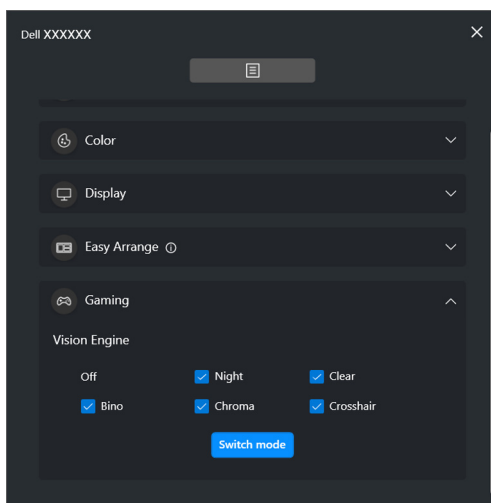 Dell XXXXXX
Color
Display
Easy Arrange
Gaming
Vision Engine
Off Night Clear
Bino Chroma Crosshair
Switch mode